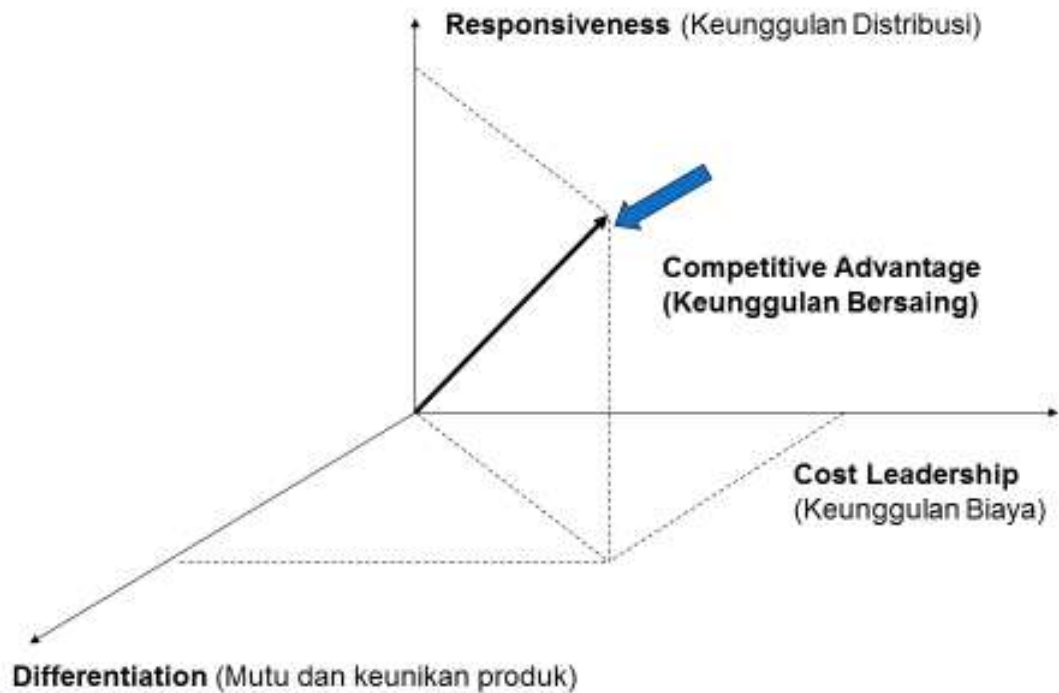 Responsiveness (Keunggulan Distribusi)
Competitive Advantage
(Keunggulan Bersaing)
Cost Leadership
(Keunggulan Biaya)
Differentiation (Mutu dan keunikan produk)